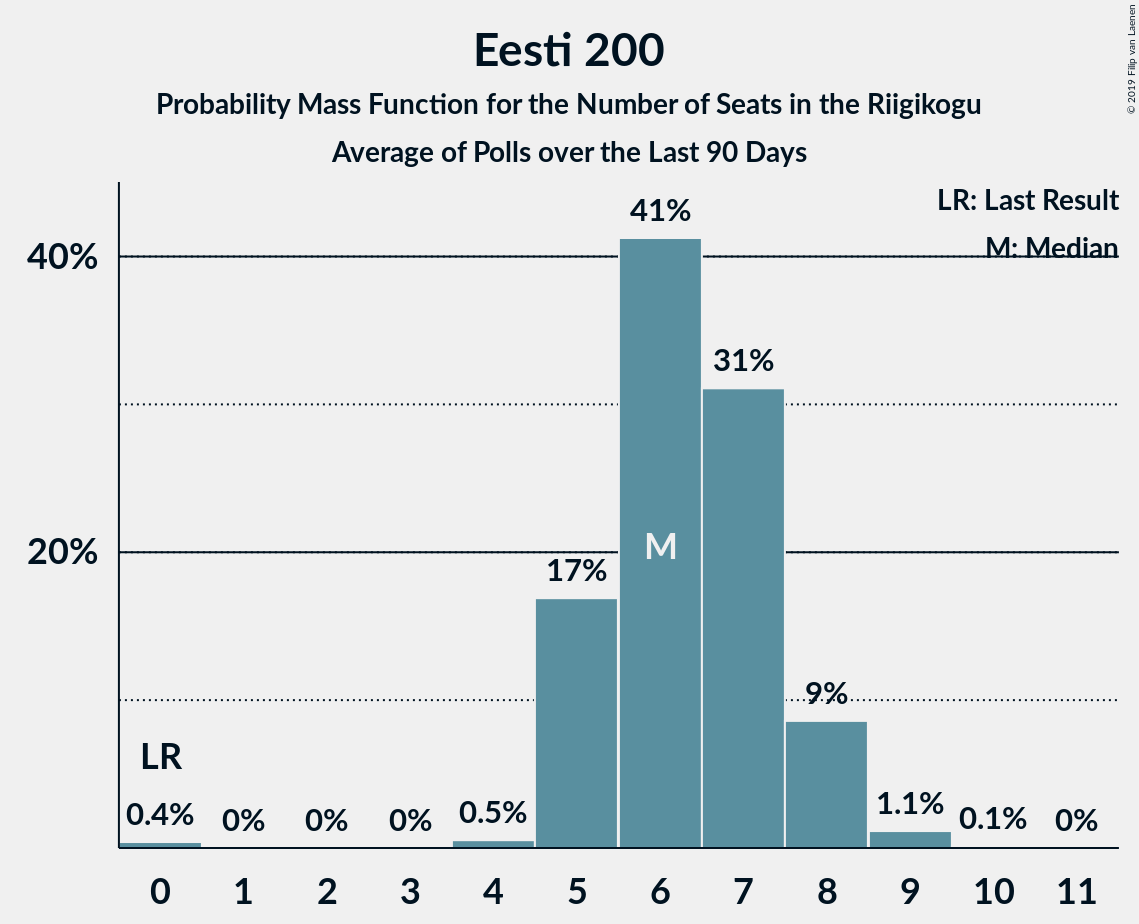 Eesti 200
Probability Mass Function for the Number of Seats in the Riigikogu
Average of Polls over the Last 90 Days
© 2019 Filip van Laenen
LR: Last Result
M: Median
40%
20%
41%
31%
M
17%
9%
LR
0.4%
0%
0%
0%
0.5%
1.1%
0.1%
0%
0 1 2 3 4 5 6 7 8 9 10 11